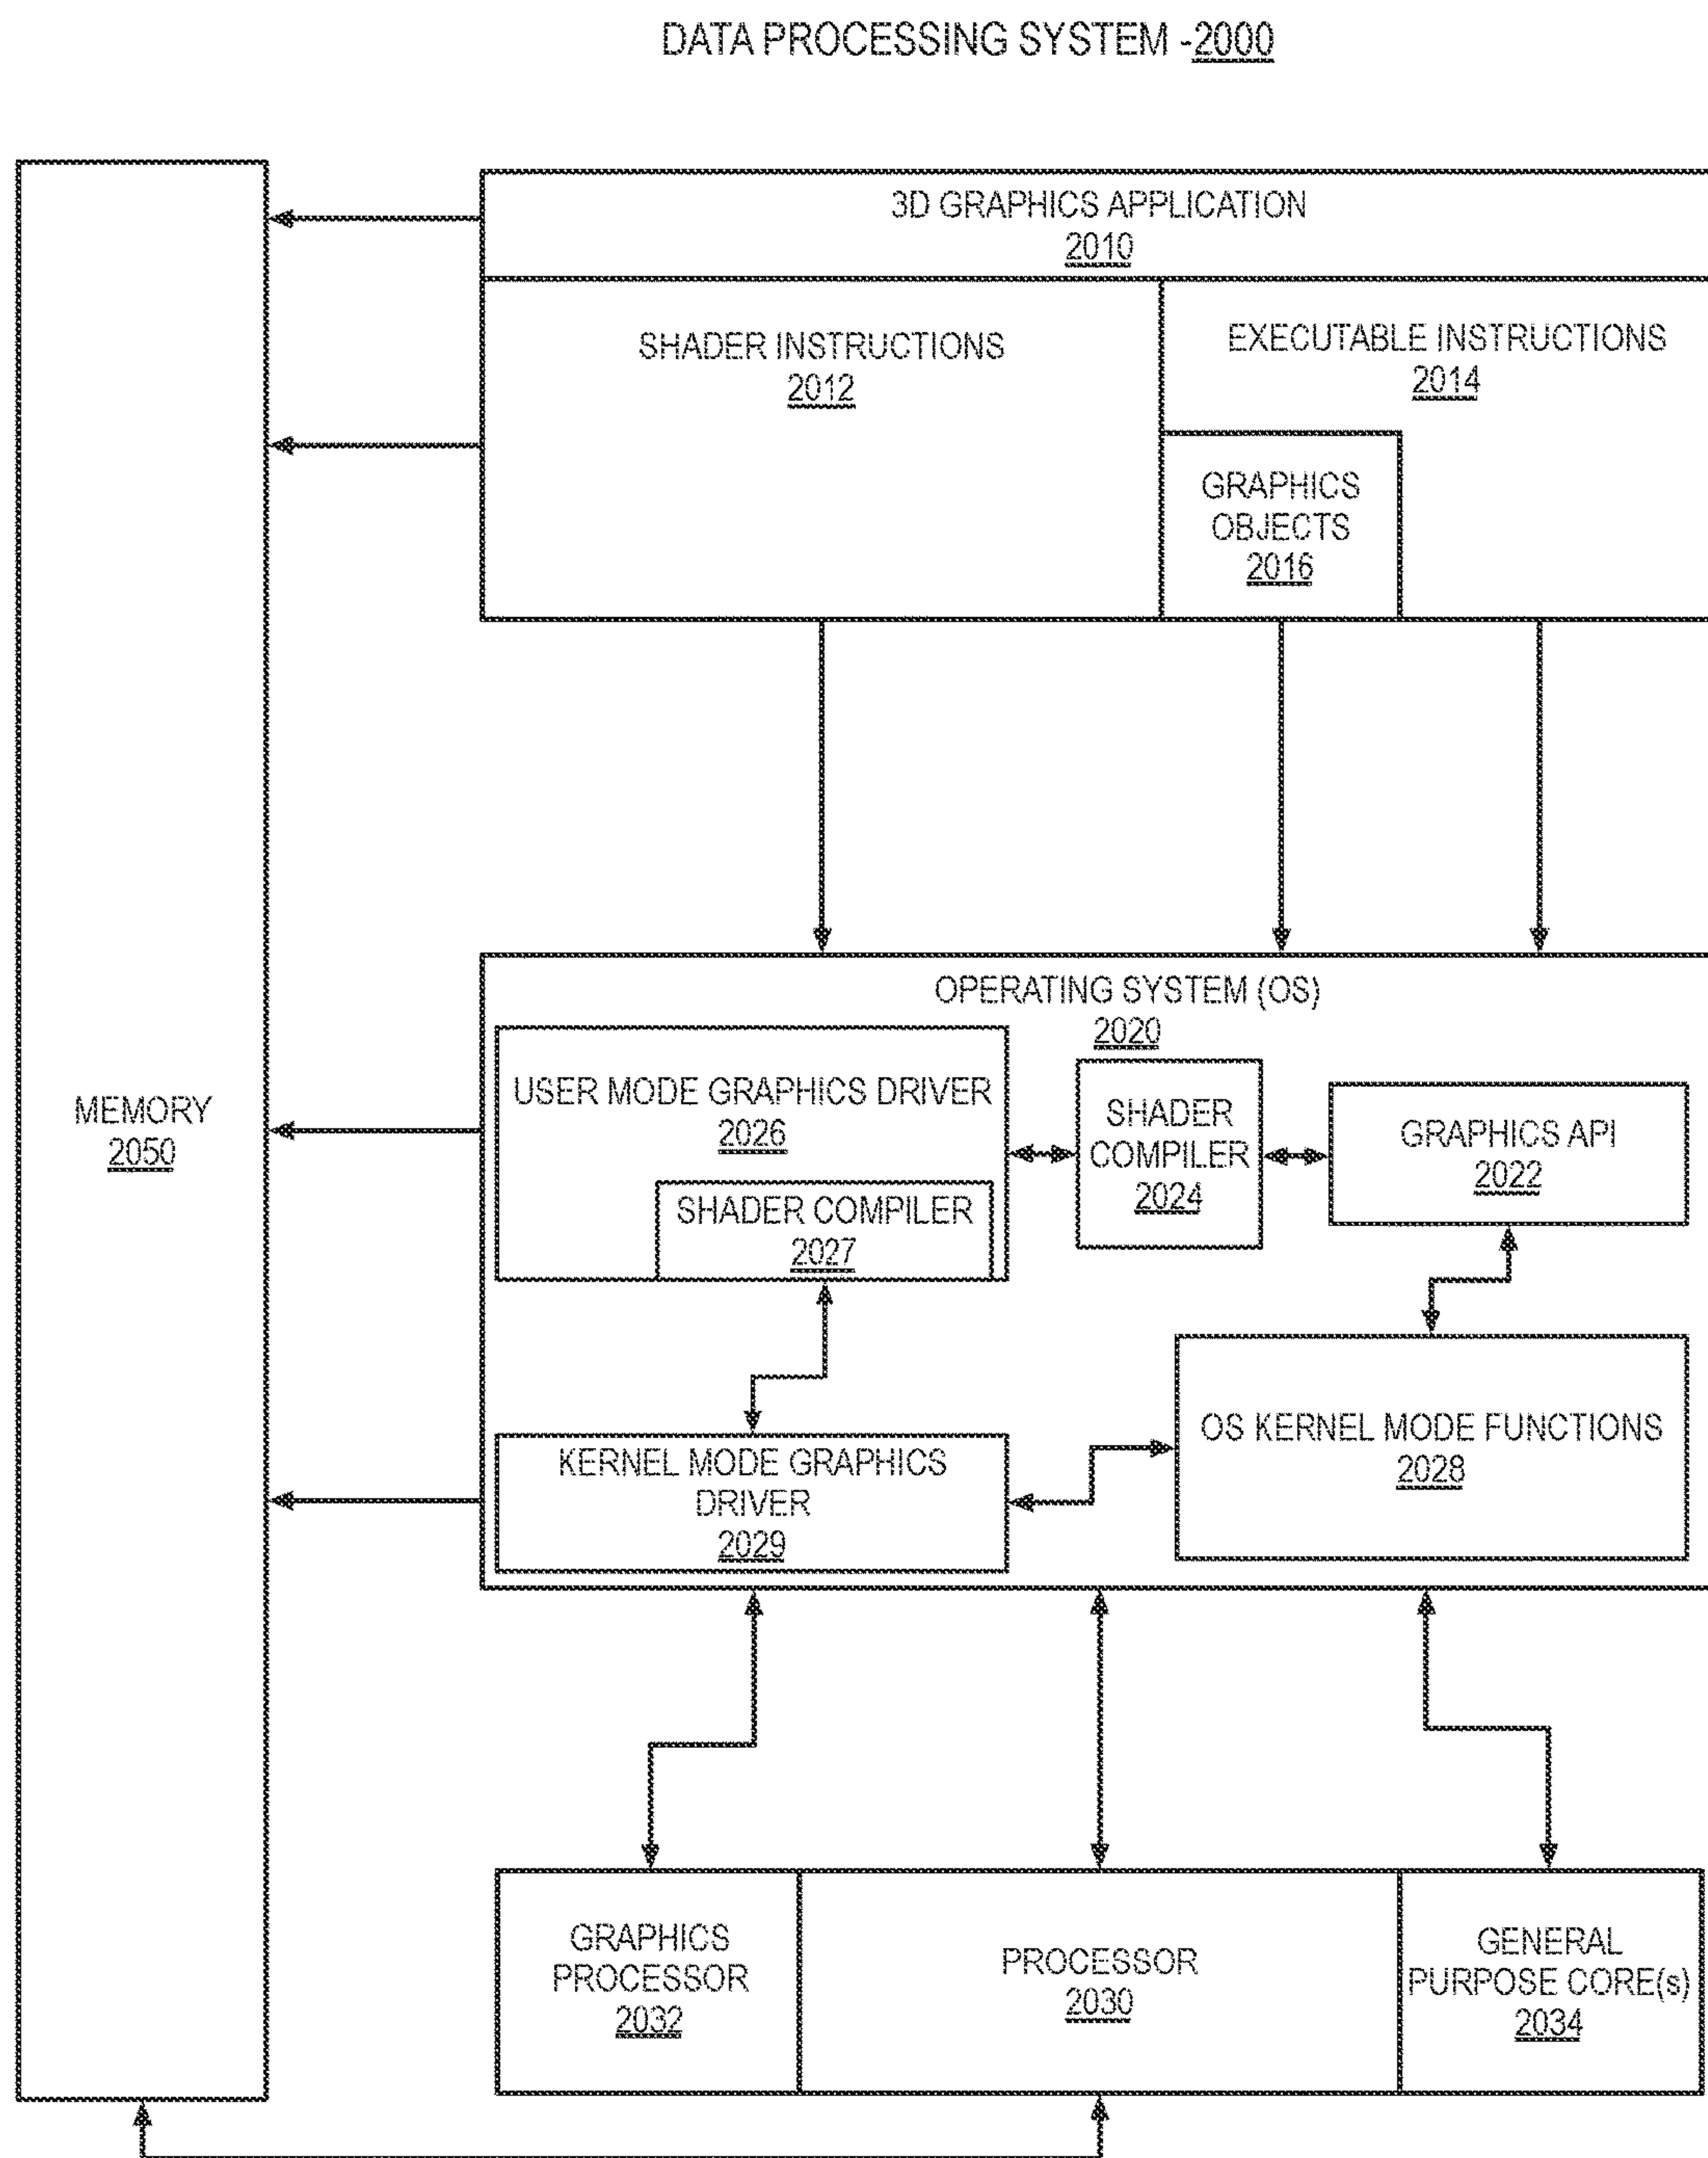 DATA PROCESSING SYSTEM -2000
3D GRAPHICS APPLICATION
2010
SHADER INSTRUCTIONS
2012
EXECUTABLE INSTRUCTIONS
2014
GRAPHICS
OBJECTS
2016
OPERATING SYSTEM (OS)
2020
USER MODE GRAPHICS DRIVER
2026
SHADER COMPILER
2027
SHADER
COMPILER
2024
GRAPHICS API
2022
MEMORY
2050
KERNEL MODE GRAPHICS
DRIVER
2029
OS KERNEL MODE FUNCTIONS
2028
GRAPHICS
PROCESSOR
2032
PROCESSOR
2030
GENERAL
PURPOSE CORE(s)
2034